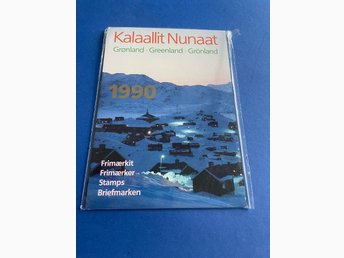 Kalaallit Nunaat
Grønland · Greenland · Grönland
1990
Frimærkit
Frimærker
Stamps
Briefmarken